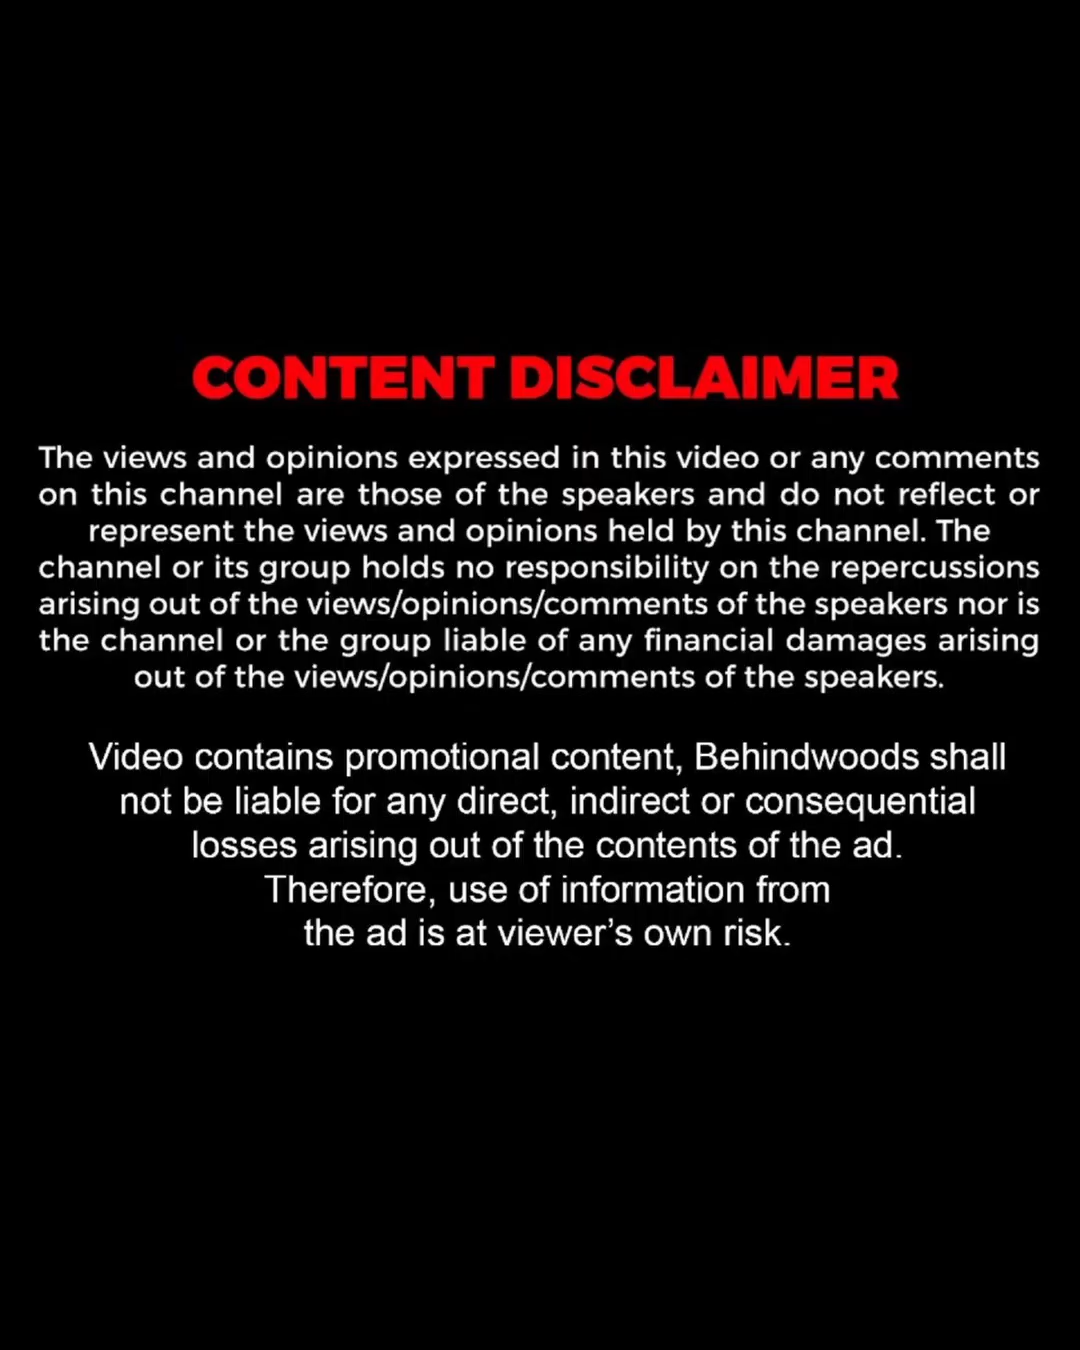 CONTENT DISCLAIMER
The views and opinions expressed in this video or any comments
on this channel are those of the speakers and do not reflect or
represent the views and opinions held by this channel. The
channel or its group holds no responsibility on the repercussions
arising out of the views/opinions/comments of the speakers nor is
the channel or the group liable of any financial damages arising
out of the views/opinions/comments of the speakers.
Video contains promotional content, Behindwoods shall
not be liable for any direct, indirect or consequential
losses arising out of the contents of the ad.
Therefore, use of information from
the ad is at viewer’s own risk.